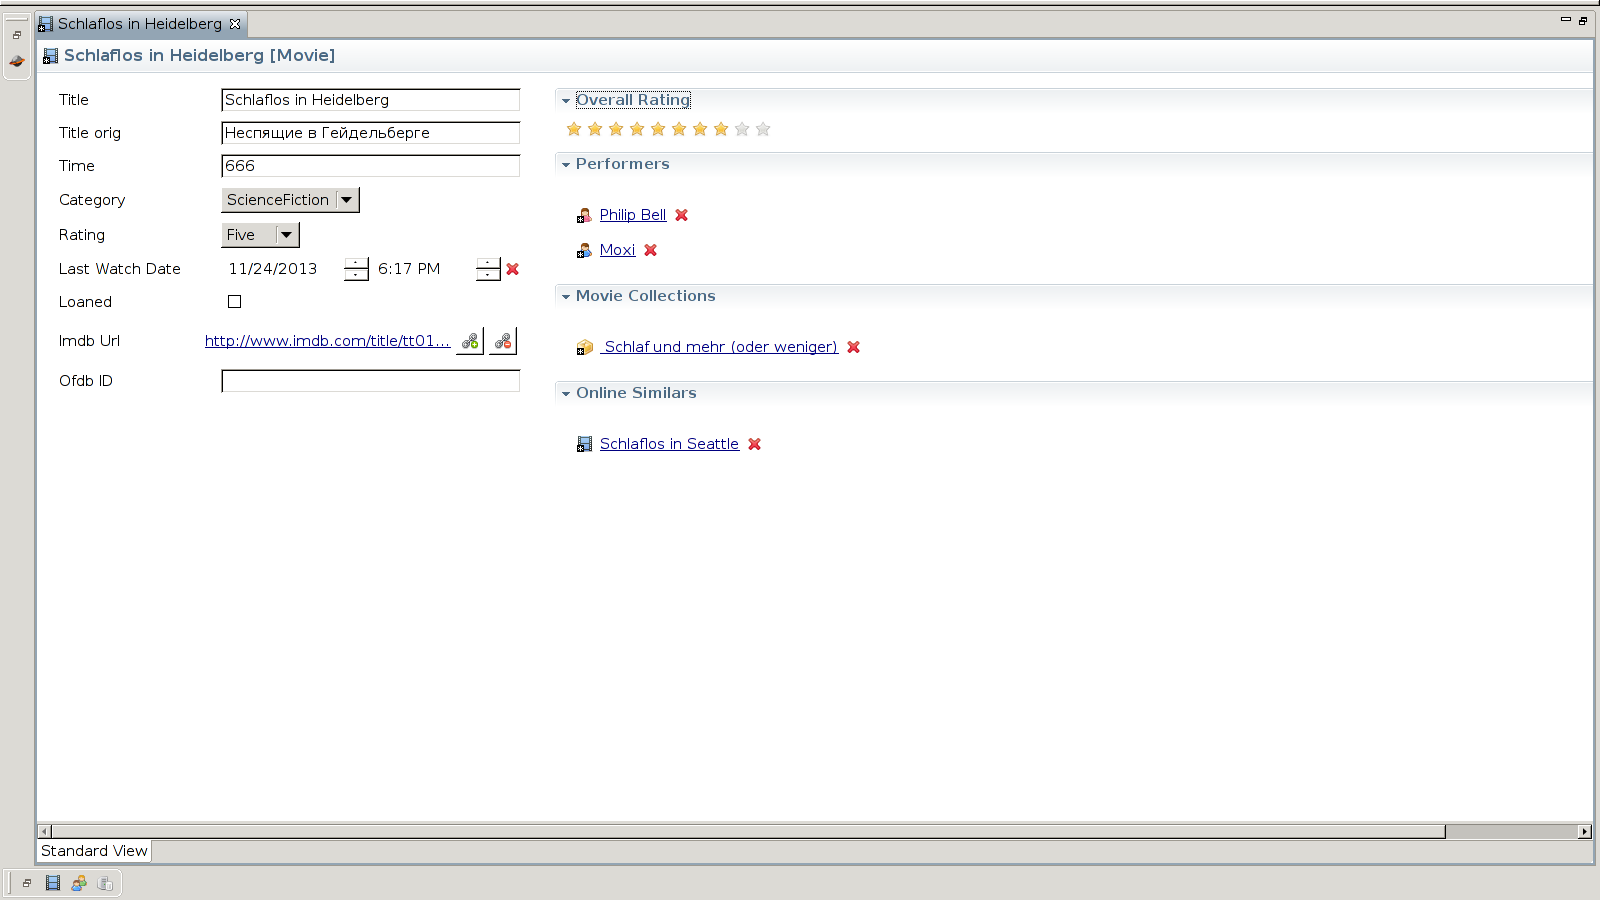 Schlaflos in Heidelberg
Schlaflos in Heidelberg [Movie]
Title
Schlaflos in Heidelberg
Title orig
Неспящие в Гейдельберге
Time
666
Category
ScienceFiction
Rating
Five
Last Watch Date
11/24/2013
6:17 PM
Loaned
Imdb Url
http://www.imdb.com/title/tt01...
Ofdb ID
Overall Rating
Performers
Philip Bell
Moxi
Movie Collections
Schlaf und mehr (oder weniger)
Online Similars
Schlaflos in Seattle
Standard View